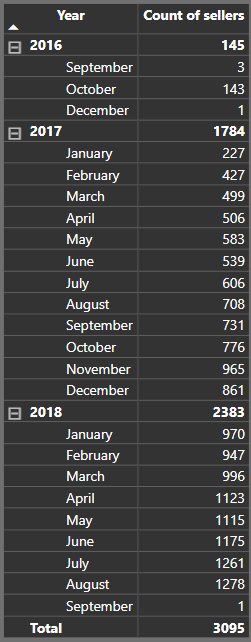 Year Count of sellers
2016 145
September 3
October 143
December 1
2017 1784
January 227
February 427
March 499
April 506
May 583
June 539
July 606
August 708
September 731
October 776
November 965
December 861
2018 2383
January 970
February 947
March 996
April 1123
May 1115
June 1175
July 1261
August 1278
September 1
Total 3095